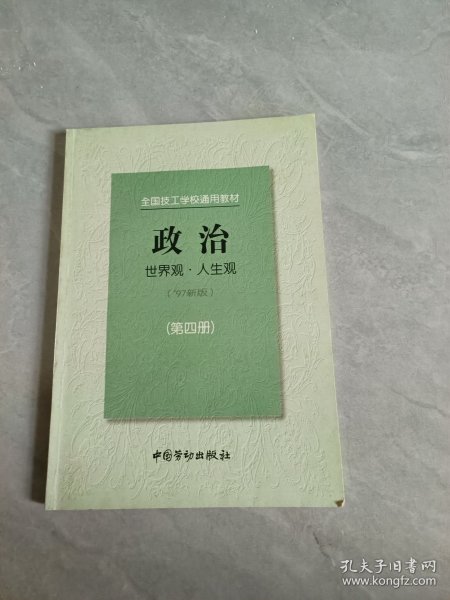 全国技工学校通用教材
政治
世界观·人生观
（'97新版）
（第四册）
中国劳动出版社
孔夫子旧书网
www.kongfz.com